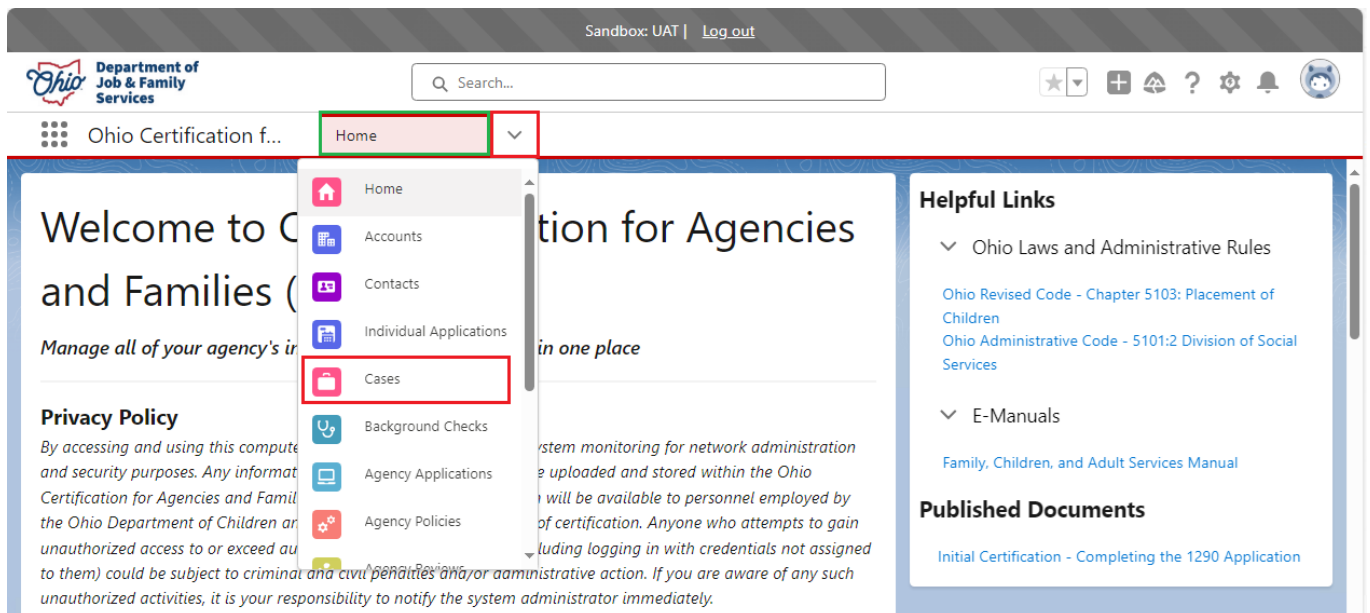 Sandbox: UAT | Log out
Ohio
Department of
Job & Family
Services
Search...
Ohio Certification f...
Home
Home
Accounts
Contacts
Individual Applications
Cases
Background Checks
Agency Applications
Agency Policies
Agency Reviews
Welcome to C tion for Agencies
and Families (
Manage all of your agency's in one place
Privacy Policy
By accessing and using this compute system monitoring for network administration
and security purposes. Any informat e uploaded and stored within the Ohio
Certification for Agencies and Famil will be available to personnel employed by
the Ohio Department of Children an of certification. Anyone who attempts to gain
unauthorized access to or exceed au luding logging in with credentials not assigned
to them) could be subject to criminal and civil penalties and/or administrative action. If you are aware of any such
unauthorized activities, it is your responsibility to notify the system administrator immediately.
Helpful Links
Ohio Laws and Administrative Rules
Ohio Revised Code - Chapter 5103: Placement of
Children
Ohio Administrative Code - 5101:2 Division of Social
Services
E-Manuals
Family, Children, and Adult Services Manual
Published Documents
Initial Certification - Completing the 1290 Application